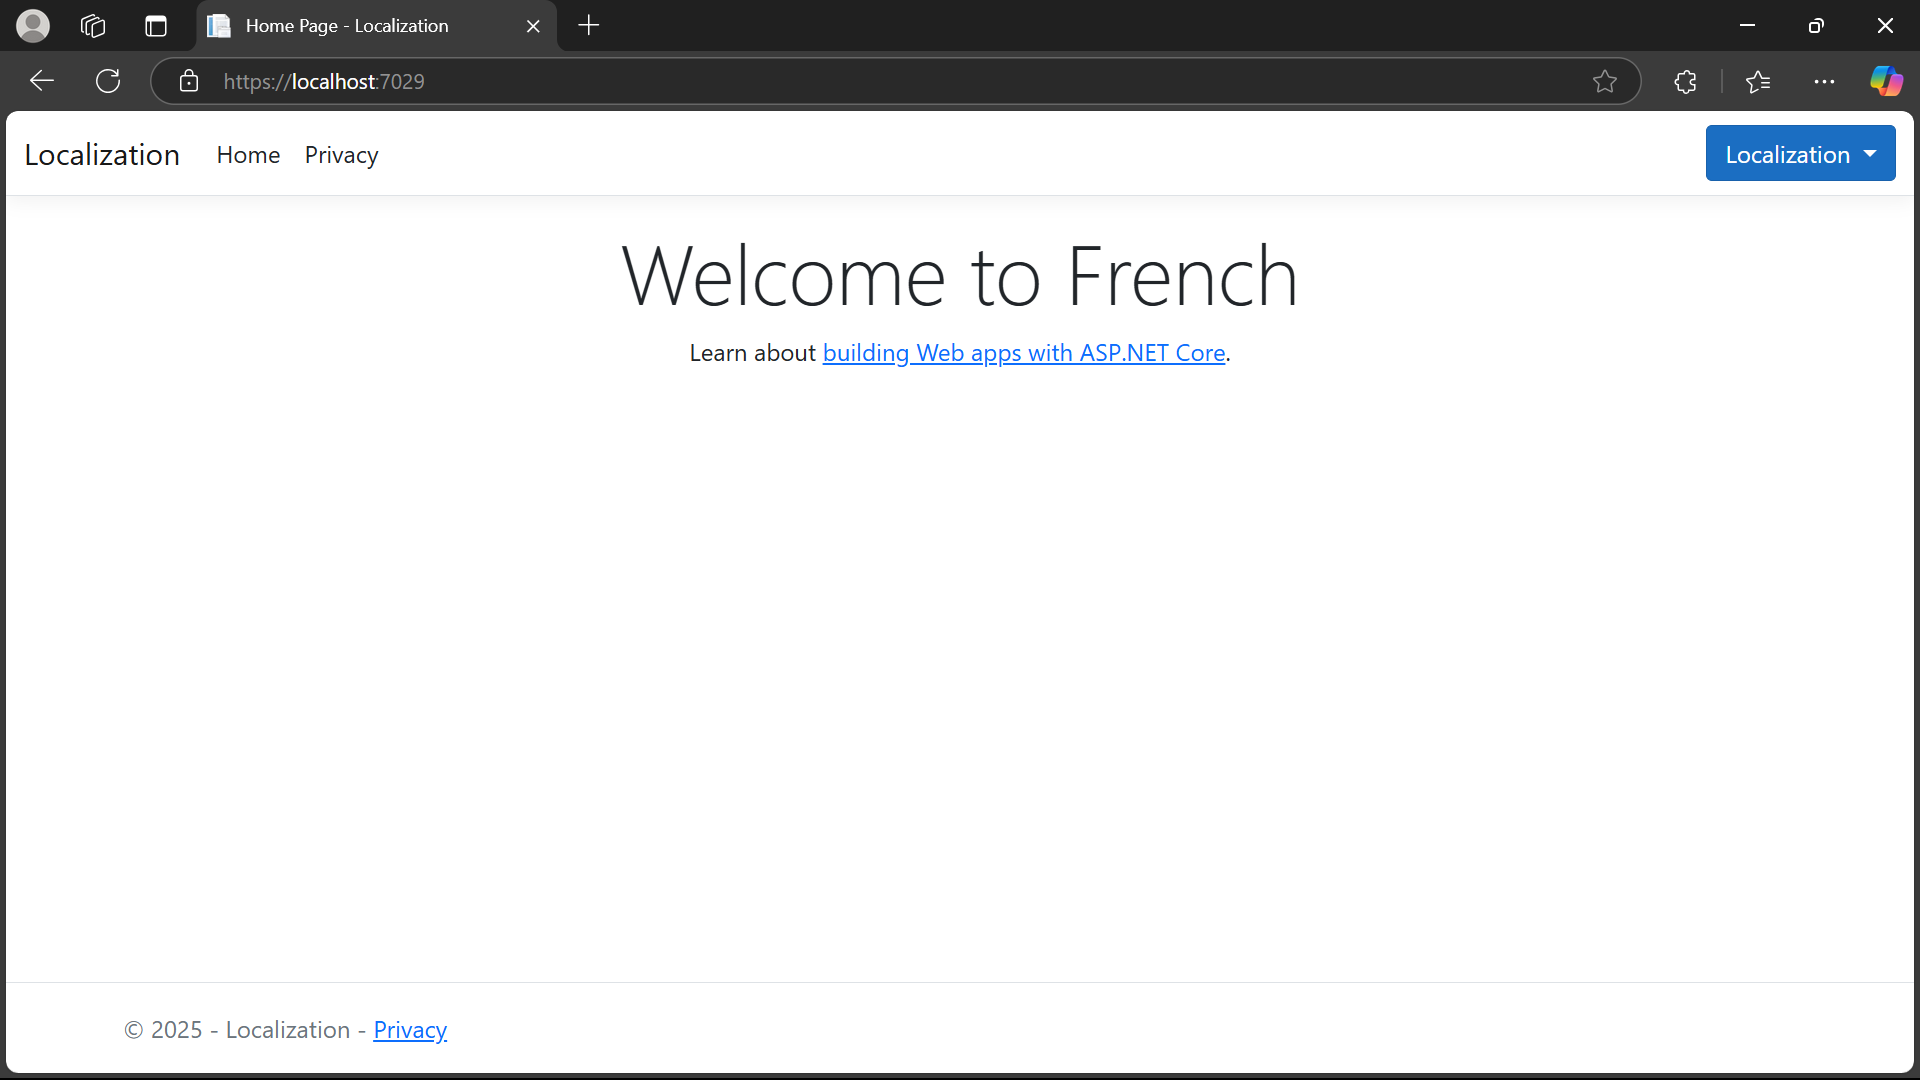 Home Page - Localization
https://localhost:7029
Localization Home Privacy Localization
Welcome to French
Learn about building Web apps with ASP.NET Core.
© 2025 - Localization - Privacy